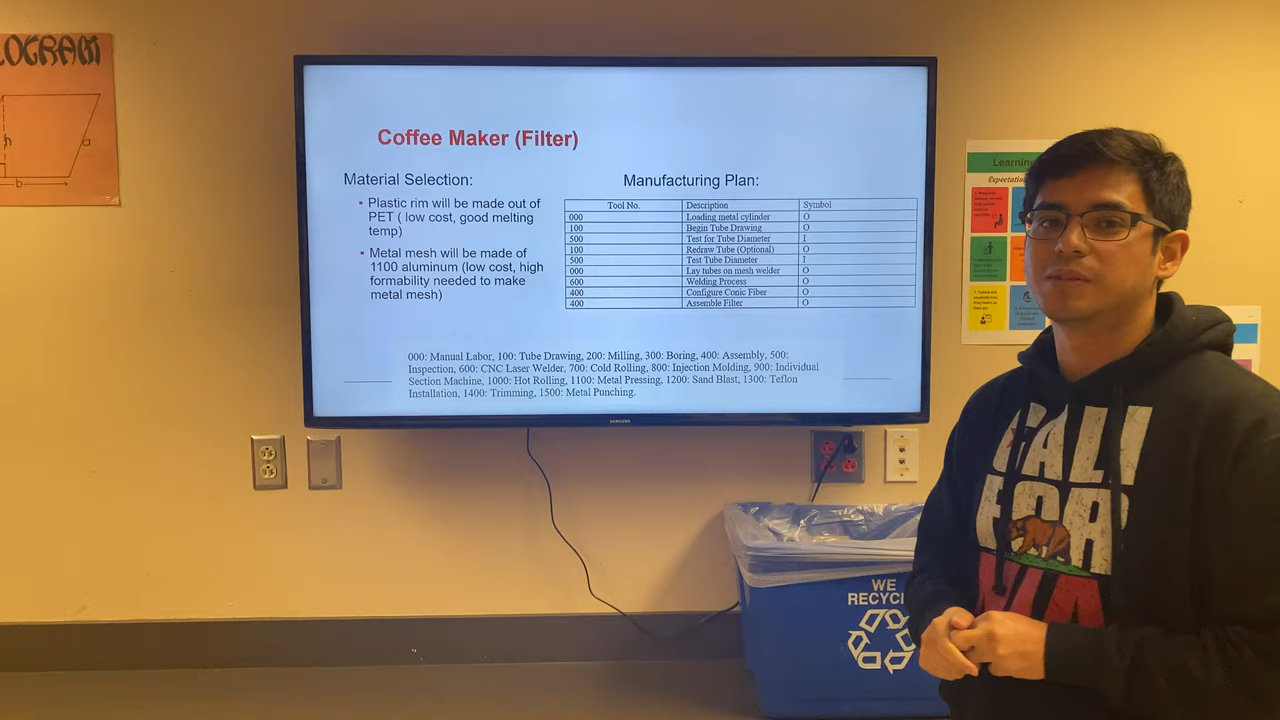 OGRAM
h
a
b
Coffee Maker (Filter)
Material Selection:
▪ Plastic rim will be made out of
PET ( low cost, good melting
temp)
▪ Metal mesh will be made of
1100 aluminum (low cost, high
formability needed to make
metal mesh)
Manufacturing Plan:
Tool No. Description Symbol
000 Loading metal cylinder O
100 Begin Tube Drawing O
500 Test for Tube Diameter I
100 Redraw Tube (Optional) O
500 Test Tube Diameter I
000 Lay tubes on mesh welder O
600 Welding Process O
400 Configure Conic Fiber O
400 Assemble Filter O
000: Manual Labor, 100: Tube Drawing, 200: Milling, 300: Boring, 400: Assembly, 500:
Inspection, 600: CNC Laser Welder, 700: Cold Rolling, 800: Injection Molding, 900: Individual
Section Machine, 1000: Hot Rolling, 1100: Metal Pressing, 1200: Sand Blast, 1300: Teflon
Installation, 1400: Trimming, 1500: Metal Punching.
SAMSUNG
Learnin
Expectatio
WE
RECYC
CALI
FOR